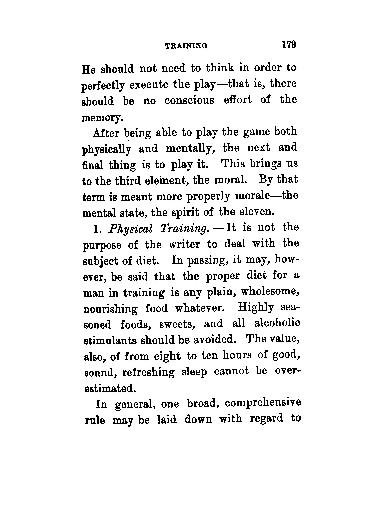 TRAINING 179
He should not need to think in order to
perfectly execute the play—that is, there
should be no conscious effort of the
memory.
After being able to play the game both
physically and mentally, the next and
final thing is to play it. This brings us
to the third element, the moral. By that
term is meant more properly morale—the
mental state, the spirit of the eleven.
1. Physical Training.—It is not the
purpose of the writer to deal with the
subject of diet. In passing, it may, how-
ever, be said that the proper diet for a
man in training is any plain, wholesome,
nourishing food whatever. Highly sea-
soned foods, sweets, and all alcoholic
stimulants should be avoided. The value,
also, of from eight to ten hours of good,
sound, refreshing sleep cannot be over-
estimated.
In general, one broad, comprehensive
rule may be laid down with regard to